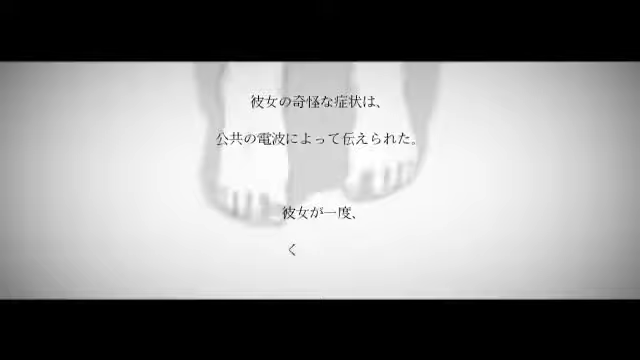 彼女の奇怪な症状は、
公共の電波によって伝えられた。
彼女が一度、
く